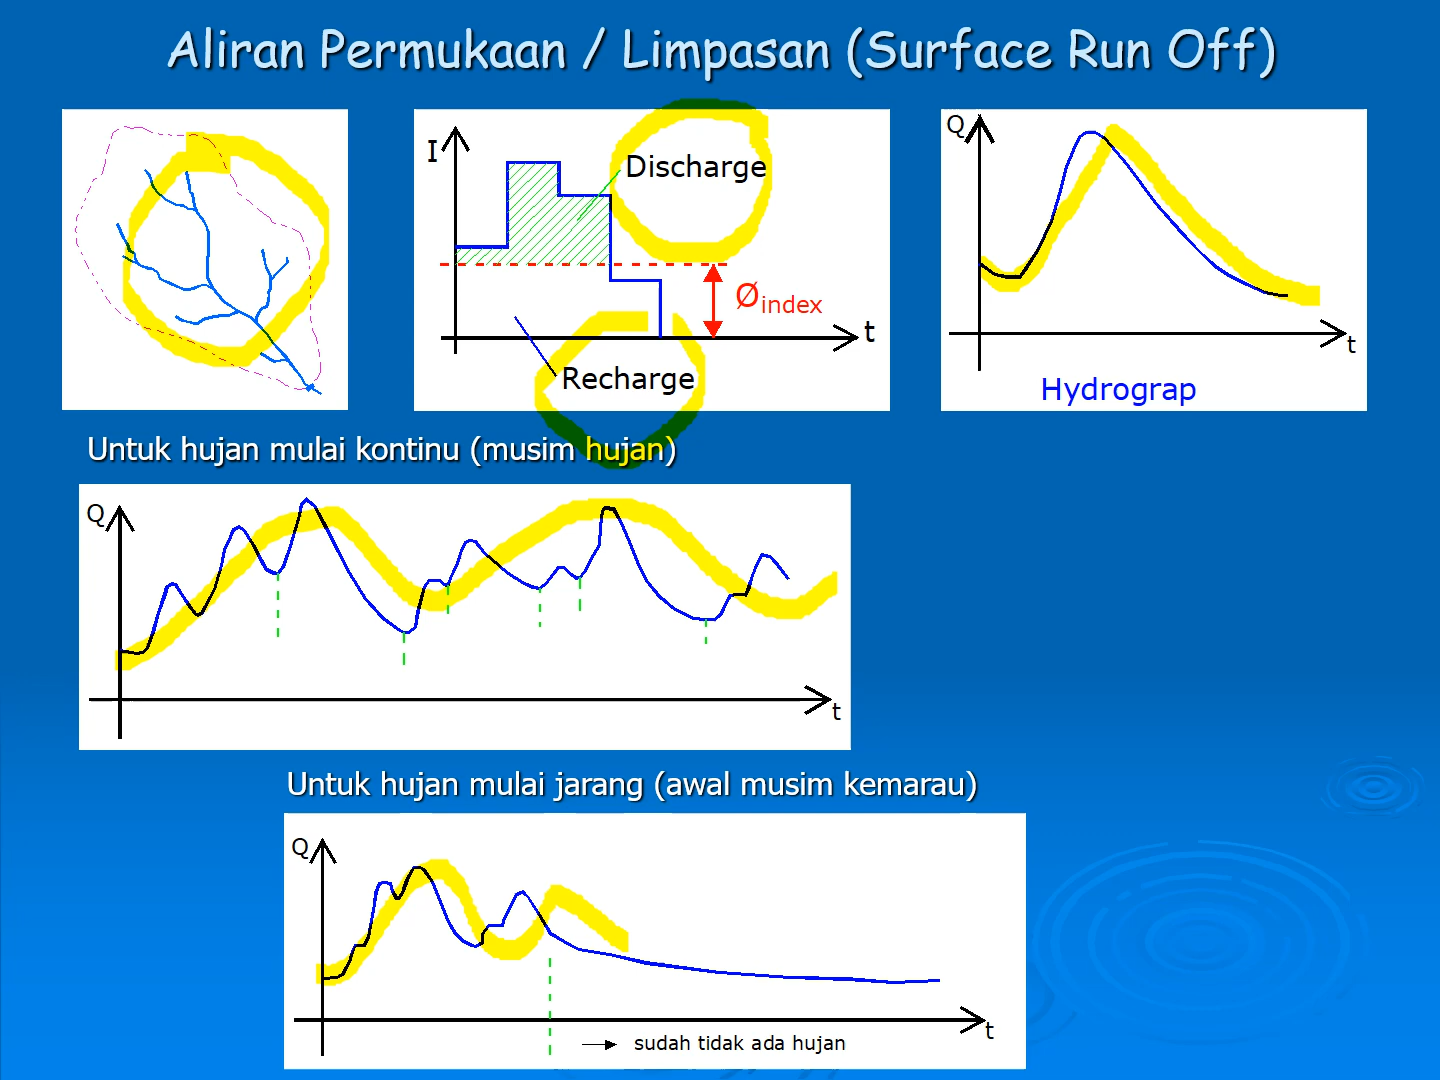 Aliran Permukaan / Limpasan (Surface Run Off)
I
Discharge
Øindex
t
Recharge
Q
t
Hydrograp
Untuk hujan mulai kontinu (musim hujan)
Q
t
Untuk hujan mulai jarang (awal musim kemarau)
Q
t
sudah tidak ada hujan